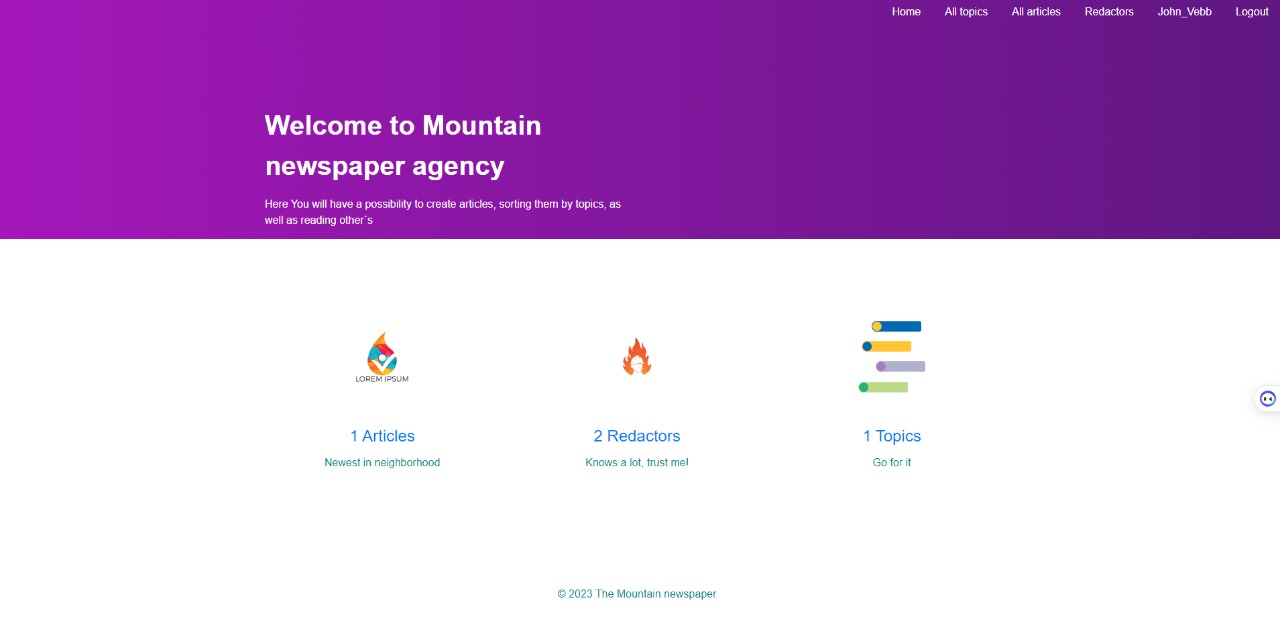 Home All topics All articles Redactors John_Vebb Logout
Welcome to Mountain
newspaper agency
Here You will have a possibility to create articles, sorting them by topics, as
well as reading other`s
LOREM IPSUM
1 Articles 2 Redactors 1 Topics
Newest in neighborhood Knows a lot, trust me! Go for it
© 2023 The Mountain newspaper